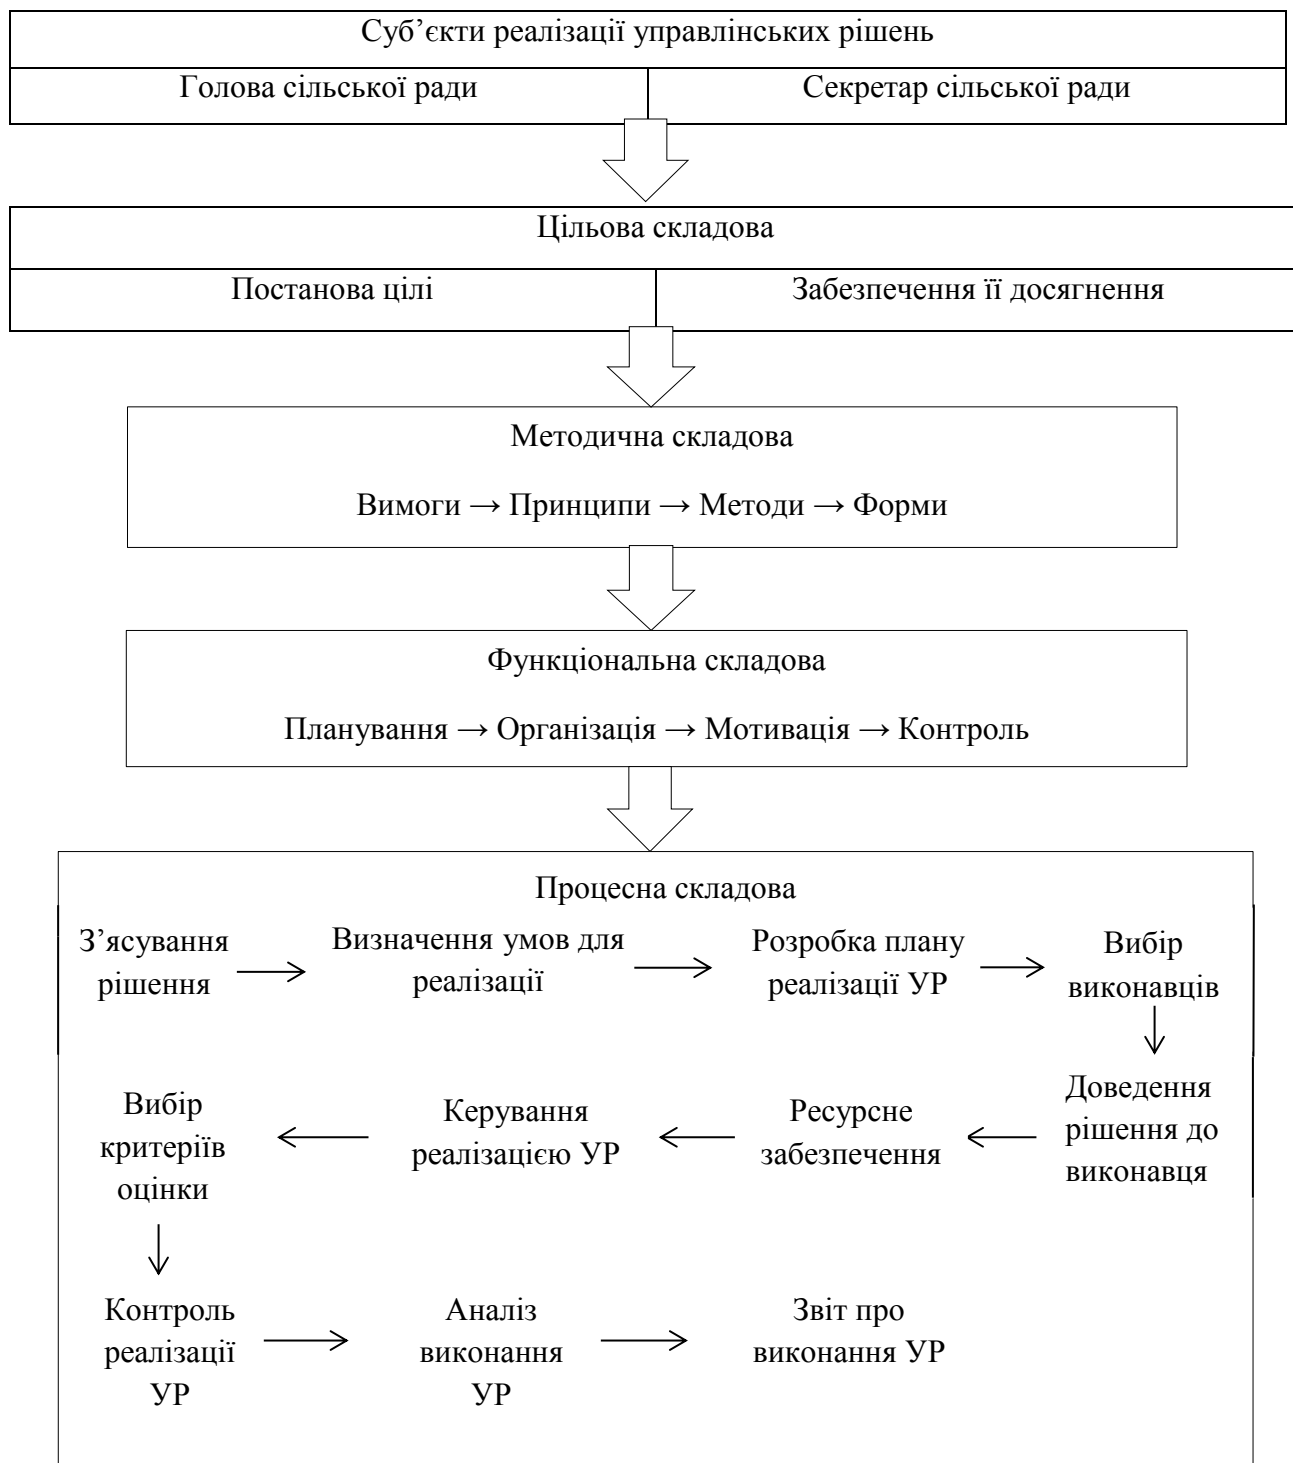 Суб’єкти реалізації управлінських рішень
Голова сільської ради
Секретар сільської ради
Цільова складова
Постанова цілі
Забезпечення її досягнення
Методична складова
Вимоги → Принципи → Методи → Форми
Функціональна складова
Планування → Організація → Мотивація → Контроль
Процесна складова
З’ясування
рішення
Визначення умов для
реалізації
Розробка плану
реалізації УР
Вибір
виконавців
Доведення
рішення до
виконавця
Ресурсне
забезпечення
Керування
реалізацією УР
Вибір
критеріїв
оцінки
Контроль
реалізації
УР
Аналіз
виконання
УР
Звіт про
виконання УР